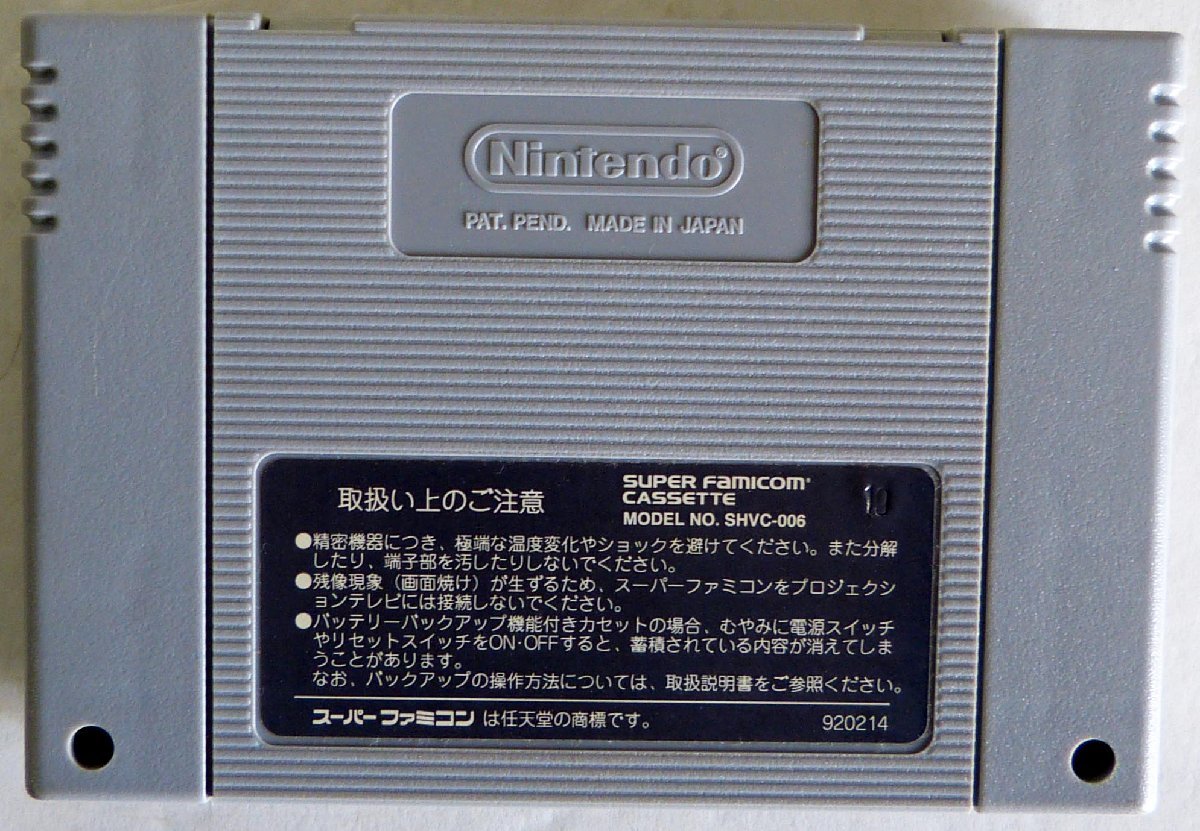 Nintendo®
PAT. PEND. MADE IN JAPAN
取扱い上のご注意
SUPER FAMICOM®
CASSETTE
MODEL NO. SHVC-006
●精密機器につき、極端な温度変化やショックを避けてください。また分解
したり、端子部を汚したりしないでください。
●残像現象（画面焼け）が生ずるため、スーパーファミコンをプロジェクシ
ョンテレビには接続しないでください。
●バッテリーバックアップ機能付きカセットの場合、むやみに電源スイッチ
やリセットスイッチをON·OFFすると、蓄積されている内容が消えてしま
うことがあります。
なお、バックアップの操作方法については、取扱説明書をご参照ください。
スーパーファミコン は任天堂の商標です。
920214